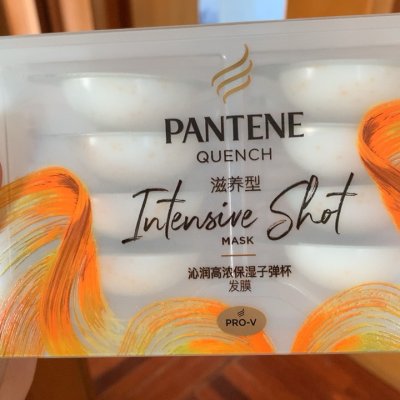 PANTENE
QUENCH
滋养型
Intensive Shot
MASK
沁润高浓保湿子弹杯
发膜
PRO-V